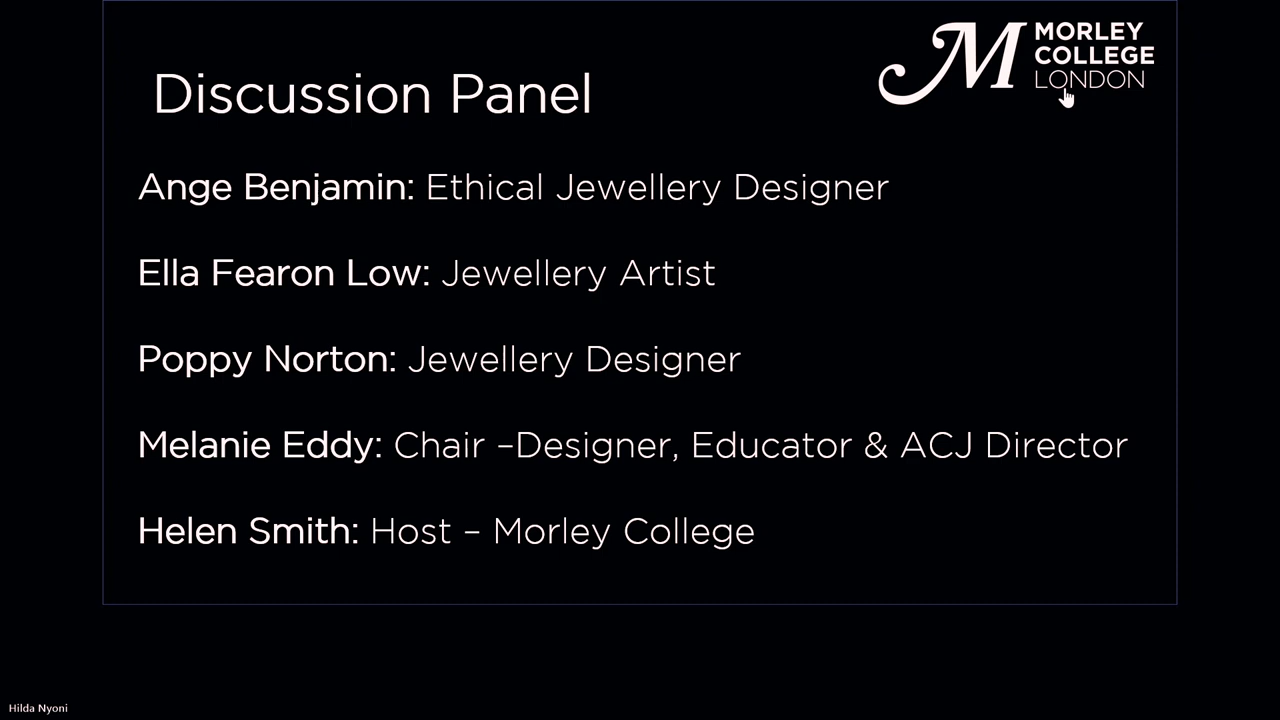 MORLEY
COLLEGE
LONDON
Discussion Panel
Ange Benjamin: Ethical Jewellery Designer
Ella Fearon Low: Jewellery Artist
Poppy Norton: Jewellery Designer
Melanie Eddy: Chair –Designer, Educator & ACJ Director
Helen Smith: Host – Morley College
Hilda Nyoni